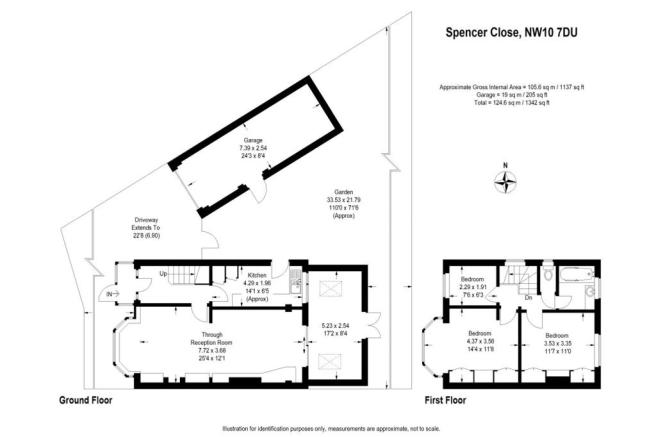 Spencer Close, NW10 7DU
Approximate Gross Internal Area = 105.6 sq m / 1137 sq ft
Garage = 19 sq m / 205 sq ft
Total = 124.6 sq m / 1342 sq ft
N
Garage
7.39 x 2.54
24'3 x 8'4
Garden
33.53 x 21.79
110'0 x 71'6
(Approx)
Driveway
Extends To
22'8 (6.90)
IN
Up
Kitchen
4.29 x 1.96
14'1 x 6'5
(Approx)
Through
Reception Room
7.72 x 3.68
25'4 x 12'1
5.23 x 2.54
17'2 x 8'4
Bedroom
2.29 x 1.91
7'6 x 6'3
Dn
Bedroom
4.37 x 3.56
14'4 x 11'8
Bedroom
3.53 x 3.35
11'7 x 11'0
Ground Floor
First Floor
Illustration for identification purposes only, measurements are approximate, not to scale.